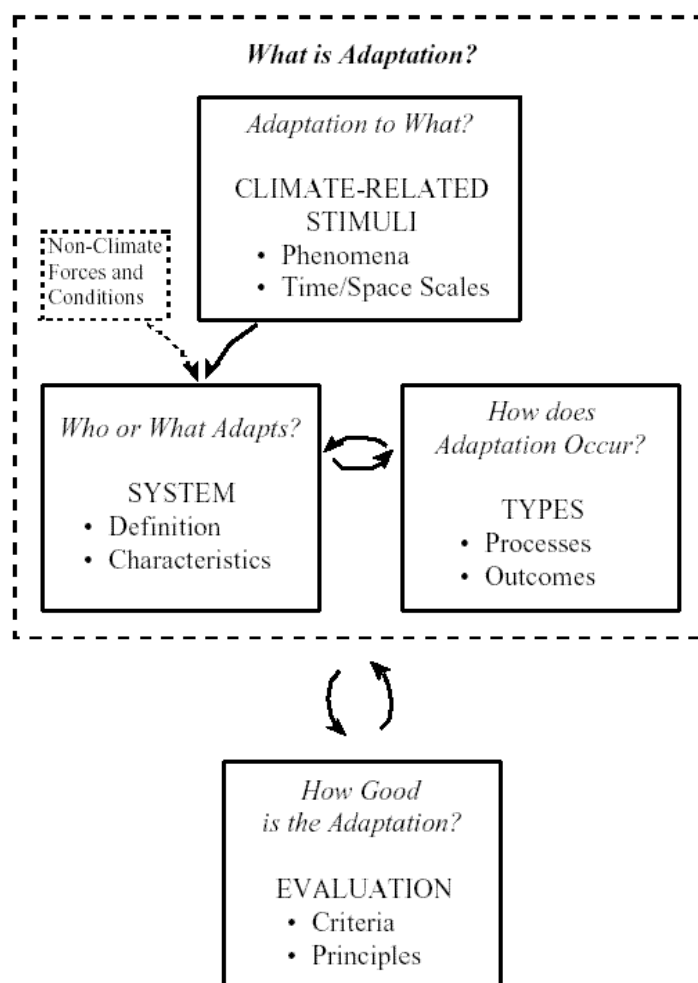 What is Adaptation?
Adaptation to What?
CLIMATE-RELATED
STIMULI
• Phenomena
• Time/Space Scales
Non-Climate
Forces and
Conditions
Who or What Adapts?
SYSTEM
• Definition
• Characteristics
How does
Adaptation Occur?
TYPES
• Processes
• Outcomes
How Good
is the Adaptation?
EVALUATION
• Criteria
• Principles